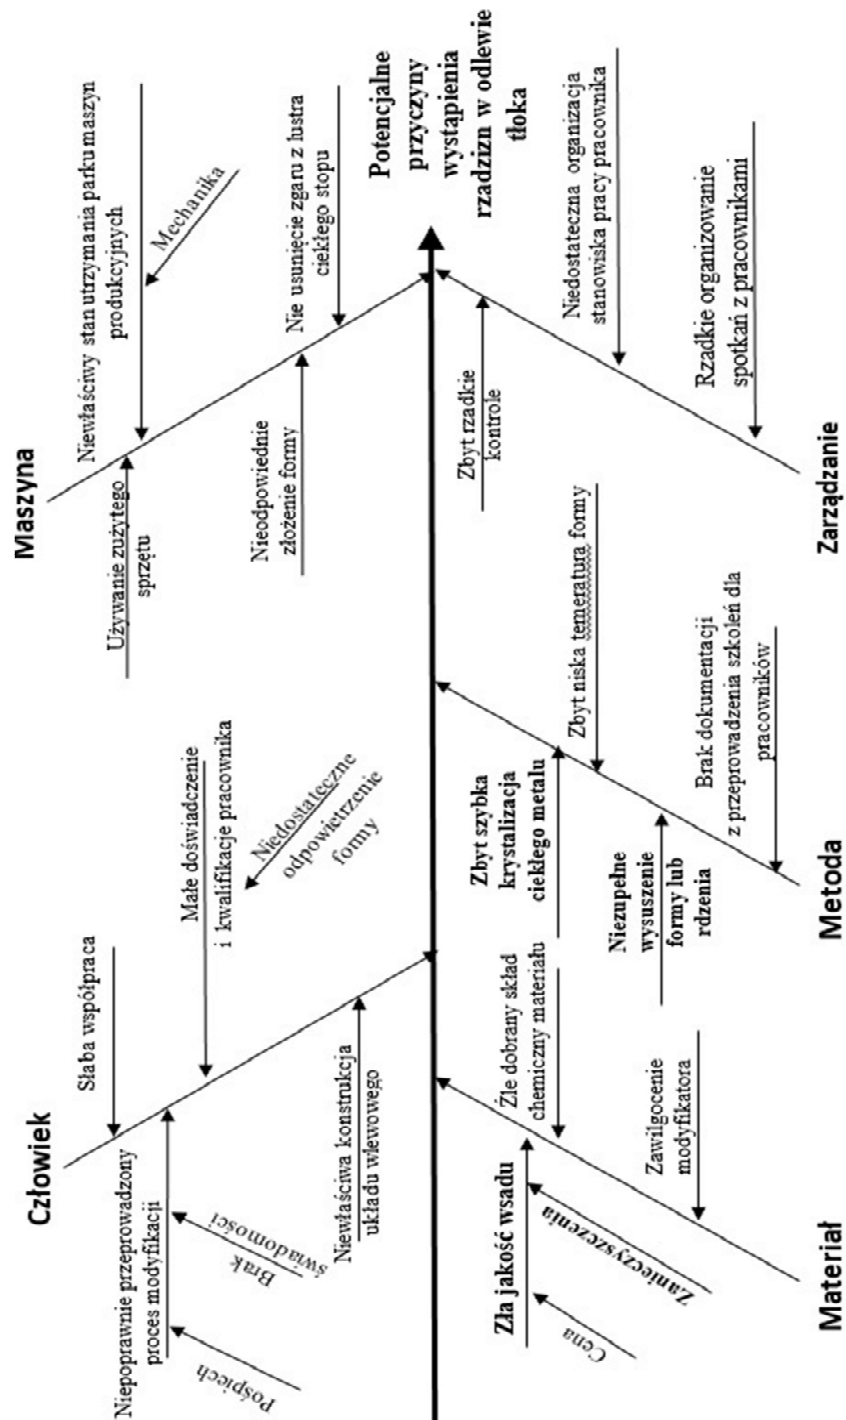 Człowiek
Słaba współpraca
Małe doświadczenie
i kwalifikacje pracownika
Niepoprawnie przeprowadzony
proces modyfikacji
Pośpiech
Brak
świadomości
Niewłaściwa konstrukcja
układu wlewowego
Niedostateczne
odpowietrzenie
formy
Maszyna
Niewłaściwy stan utrzymania parku maszyn
produkcyjnych
Mechanika
Używanie zużytego
sprzętu
Nie usunięcie zgaru z lustra
ciekłego stopu
Nieodpowiednie
złożenie formy
Potencjalne
przyczyny
wystąpienia
rzadzizn w odlewie
tłoka
Źle dobrany skład
chemiczny materiału
Zła jakość wsadu
Cena
Zanieczyszczenia
Zawilgocenie
modyfikatora
Materiał
Zbyt szybka
krystalizacja
ciekłego metalu
Zbyt niska temeratura formy
Niezupełne
wysuszenie
formy lub
rdzenia
Brak dokumentacji
z przeprowadzenia szkoleń dla
pracowników
Metoda
Zbyt rzadkie
kontrole
Niedostateczna organizacja
stanowiska pracy pracownika
Rzadkie organizowanie
spotkań z pracownikami
Zarządzanie